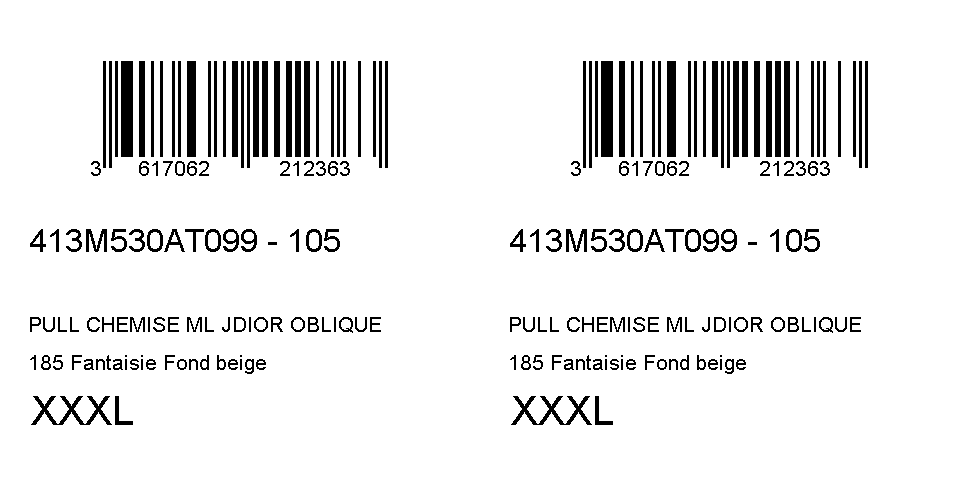 3 617062 212363
413M530AT099 - 105
PULL CHEMISE ML JDIOR OBLIQUE
185 Fantaisie Fond beige
XXXL
3 617062 212363
413M530AT099 - 105
PULL CHEMISE ML JDIOR OBLIQUE
185 Fantaisie Fond beige
XXXL